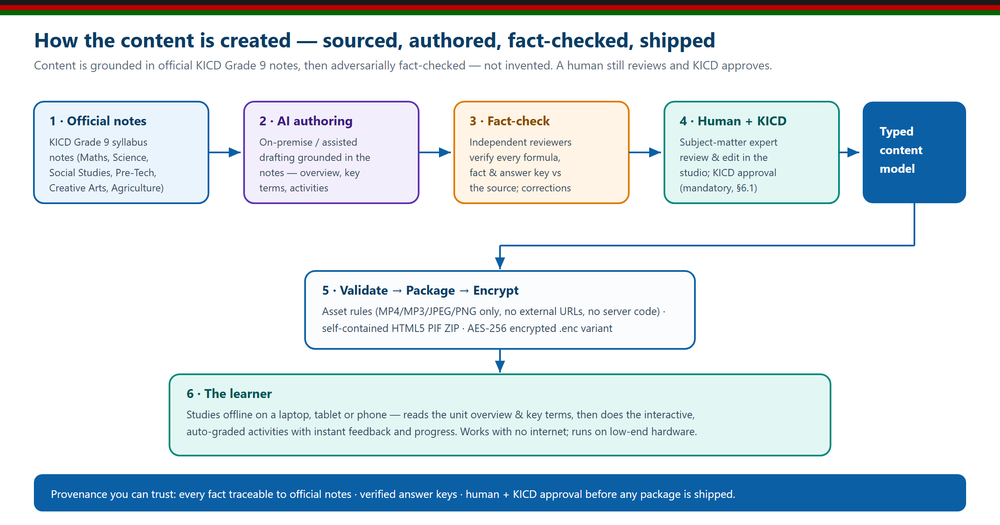 How the content is created — sourced, authored, fact-checked, shipped
Content is grounded in official KICD Grade 9 notes, then adversarially fact-checked — not invented. A human still reviews and KICD approves.
1 · Official notes
KICD Grade 9 syllabus
notes (Maths, Science,
Social Studies, Pre-Tech,
Creative Arts, Agriculture)
2 · AI authoring
On-premise / assisted
drafting grounded in the
notes — overview, key
terms, activities
3 · Fact-check
Independent reviewers
verify every formula,
fact & answer key vs
the source; corrections
4 · Human + KICD
Subject-matter expert
review & edit in the
studio; KICD approval
(mandatory, §6.1)
Typed
content
model
5 · Validate → Package → Encrypt
Asset rules (MP4/MP3/JPEG/PNG only, no external URLs, no server code) ·
self-contained HTML5 PIF ZIP · AES-256 encrypted .enc variant
6 · The learner
Studies offline on a laptop, tablet or phone — reads the unit overview & key terms, then does the interactive,
auto-graded activities with instant feedback and progress. Works with no internet; runs on low-end hardware.
Provenance you can trust: every fact traceable to official notes · verified answer keys · human + KICD approval before any package is shipped.